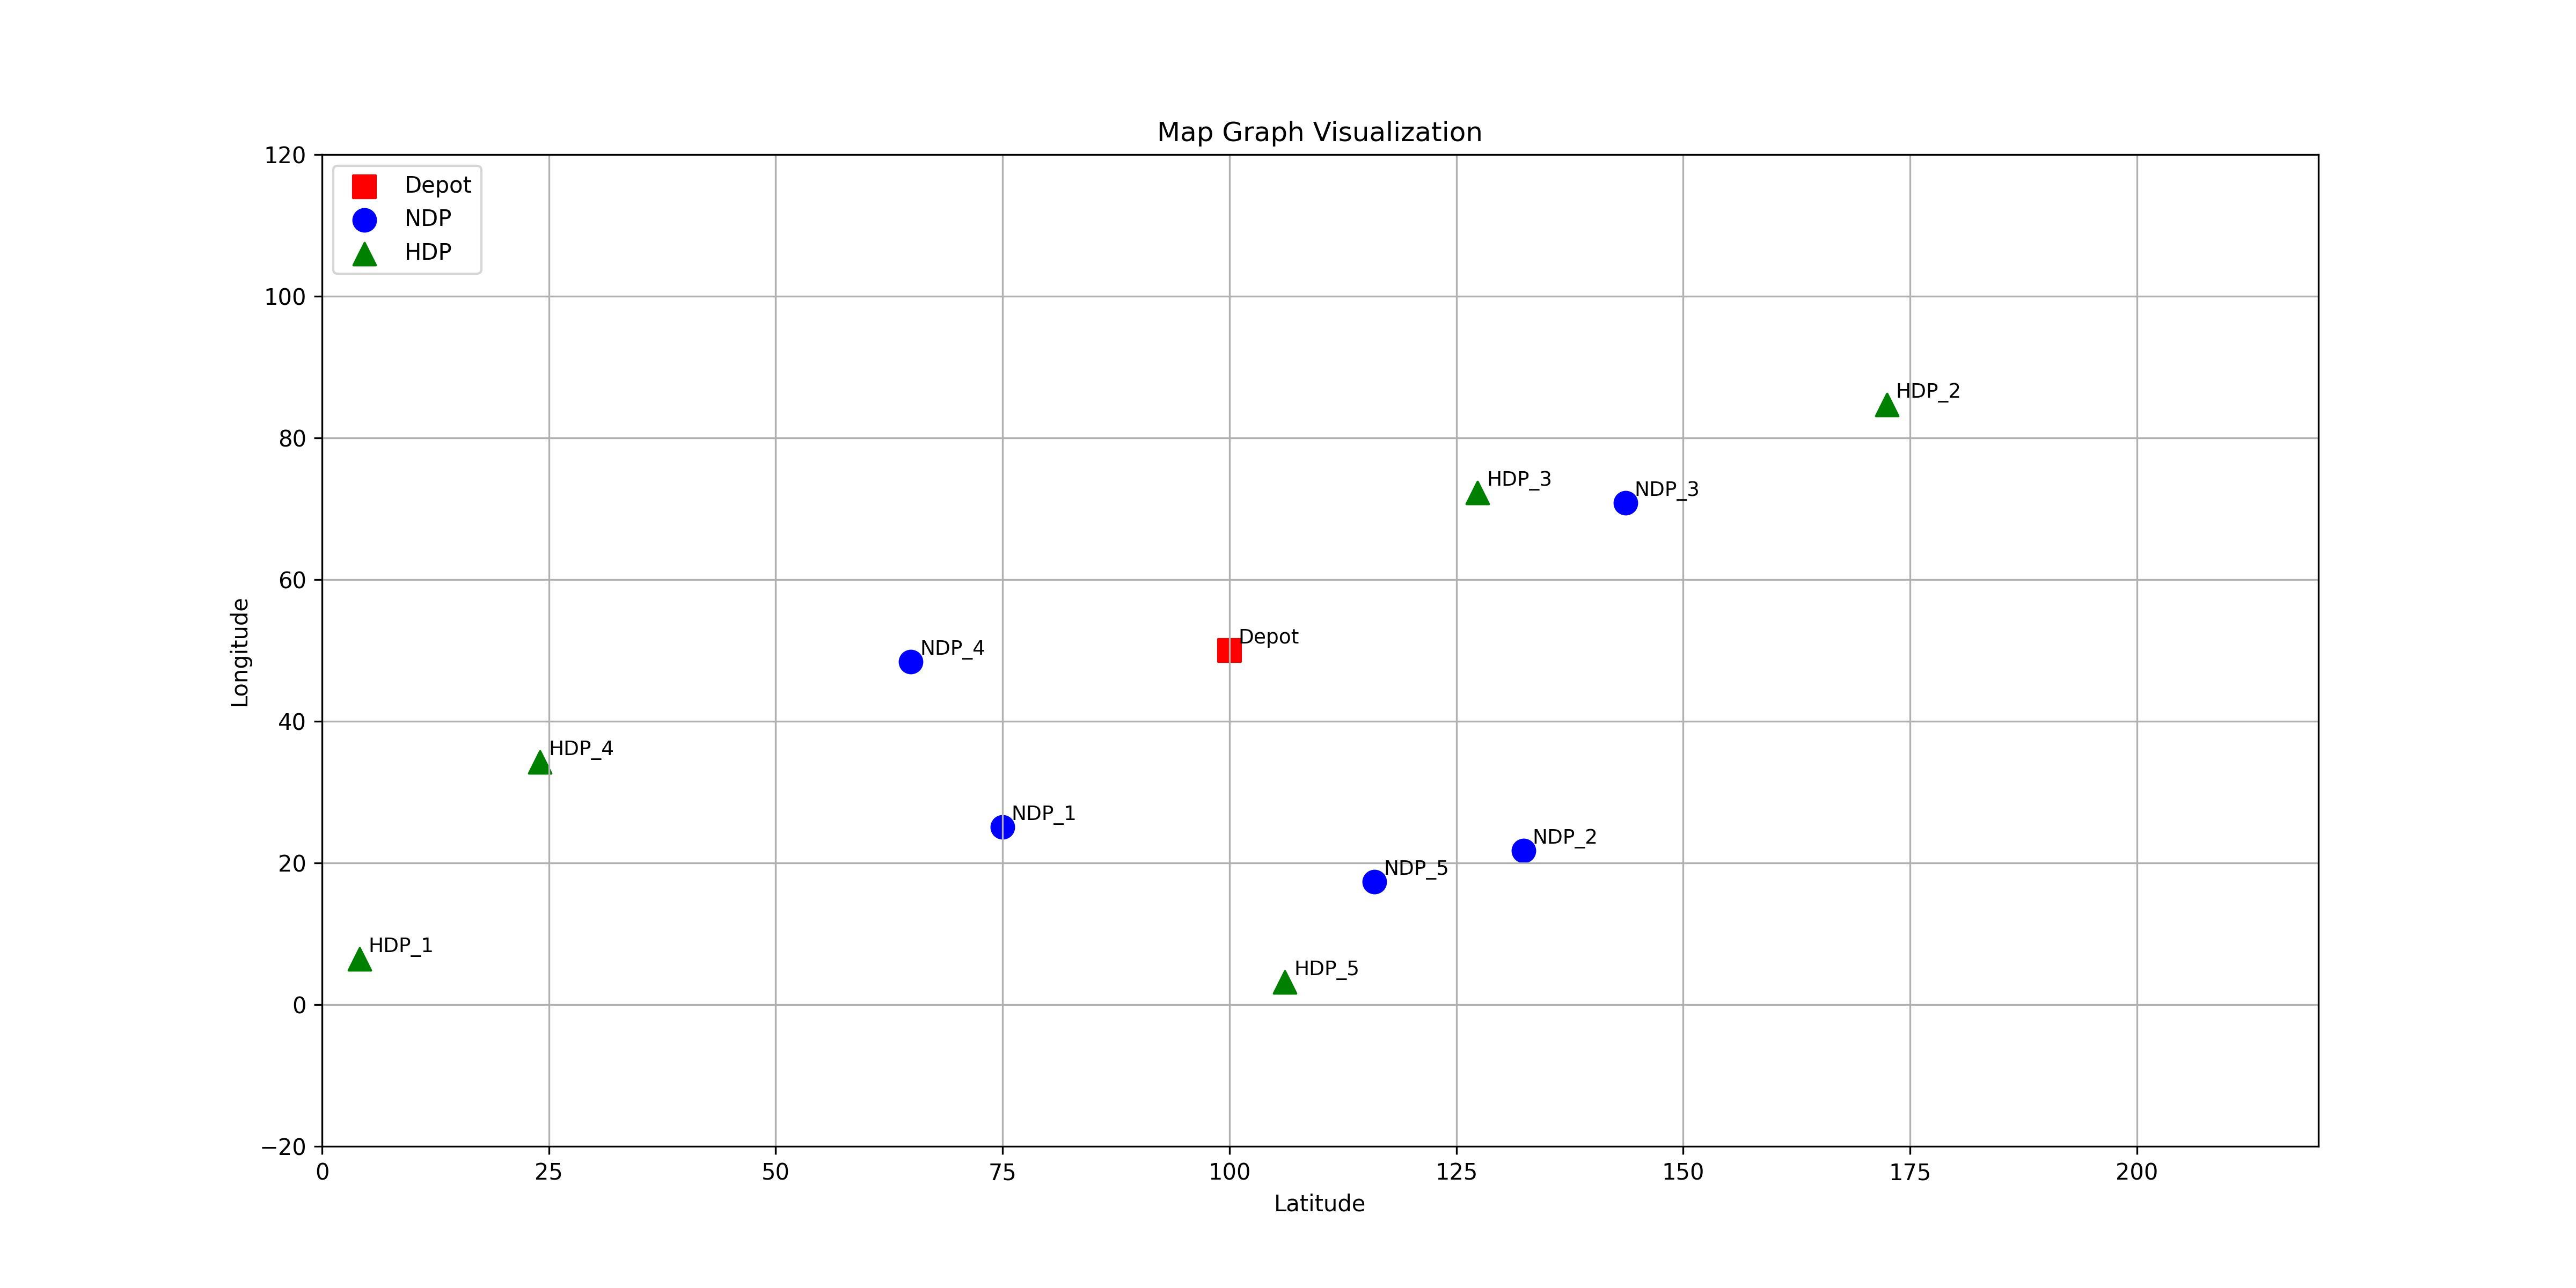 Map Graph Visualization
120
100
80
60
40
20
0
−20
Longitude
Depot
NDP
HDP
HDP_2
HDP_3
NDP_3
Depot
NDP_4
HDP_4
NDP_1
NDP_2
NDP_5
HDP_1
HDP_5
0 25 50 75 100 125 150 175 200
Latitude